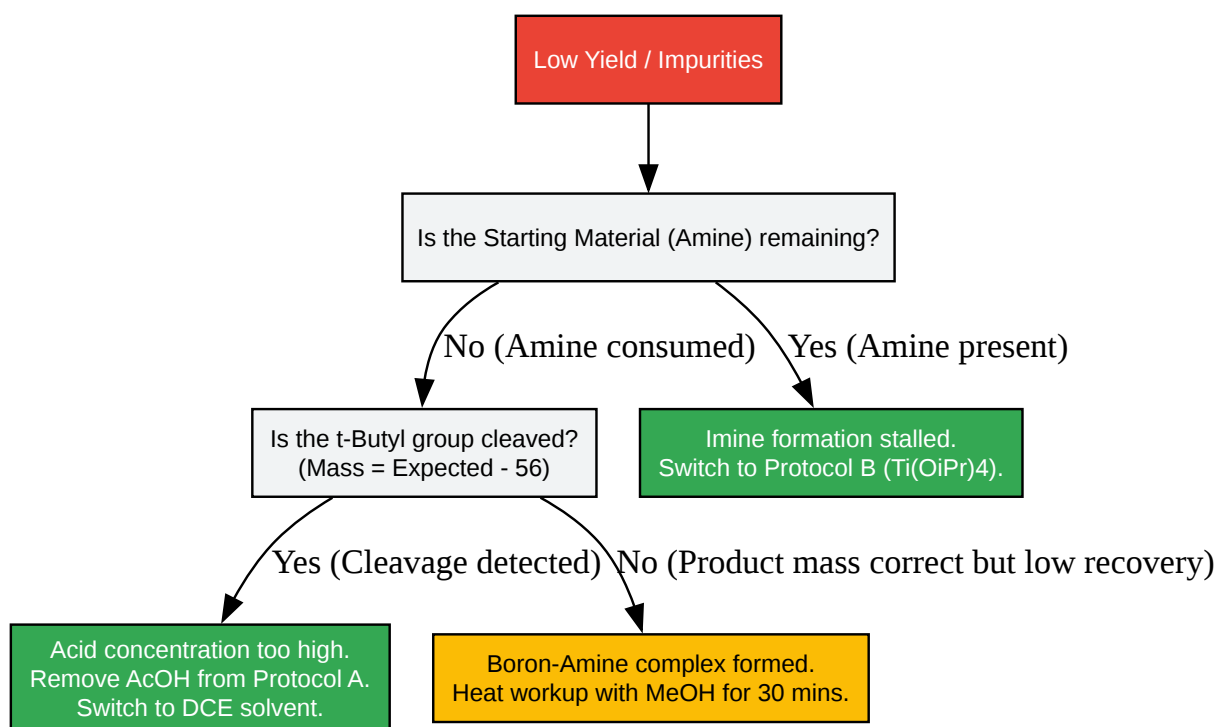 Low Yield / Impurities
Is the Starting Material (Amine) remaining?
No (Amine consumed)
Yes (Amine present)
Is the t-Butyl group cleaved?
(Mass = Expected - 56)
Imine formation stalled.
Switch to Protocol B (Ti(OiPr)4).
Yes (Cleavage detected)
No (Product mass correct but low recovery)
Acid concentration too high.
Remove AcOH from Protocol A.
Switch to DCE solvent.
Boron-Amine complex formed.
Heat workup with MeOH for 30 mins.